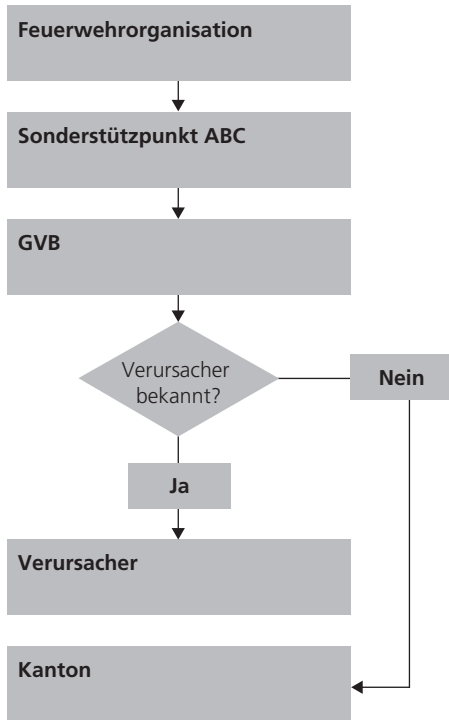 Feuerwehrorganisation
Sonderstützpunkt ABC
GVB
Verursacher
bekannt?
Nein
Ja
Verursacher
Kanton